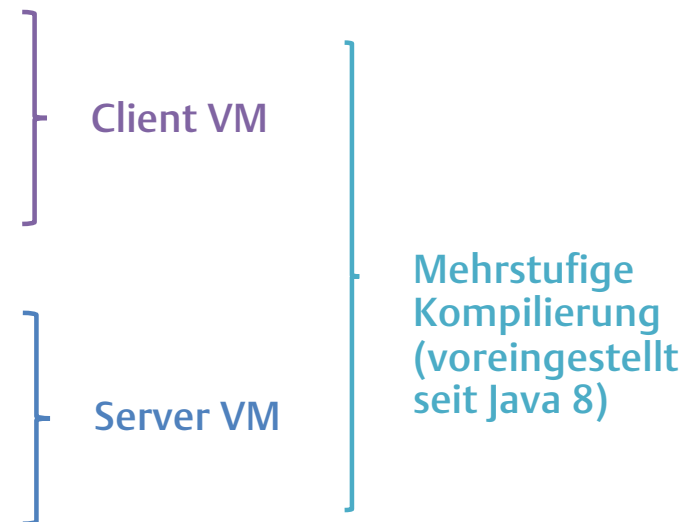 Client VM
Mehrstufige
Kompilierung
(voreingestellt
seit Java 8)
Server VM